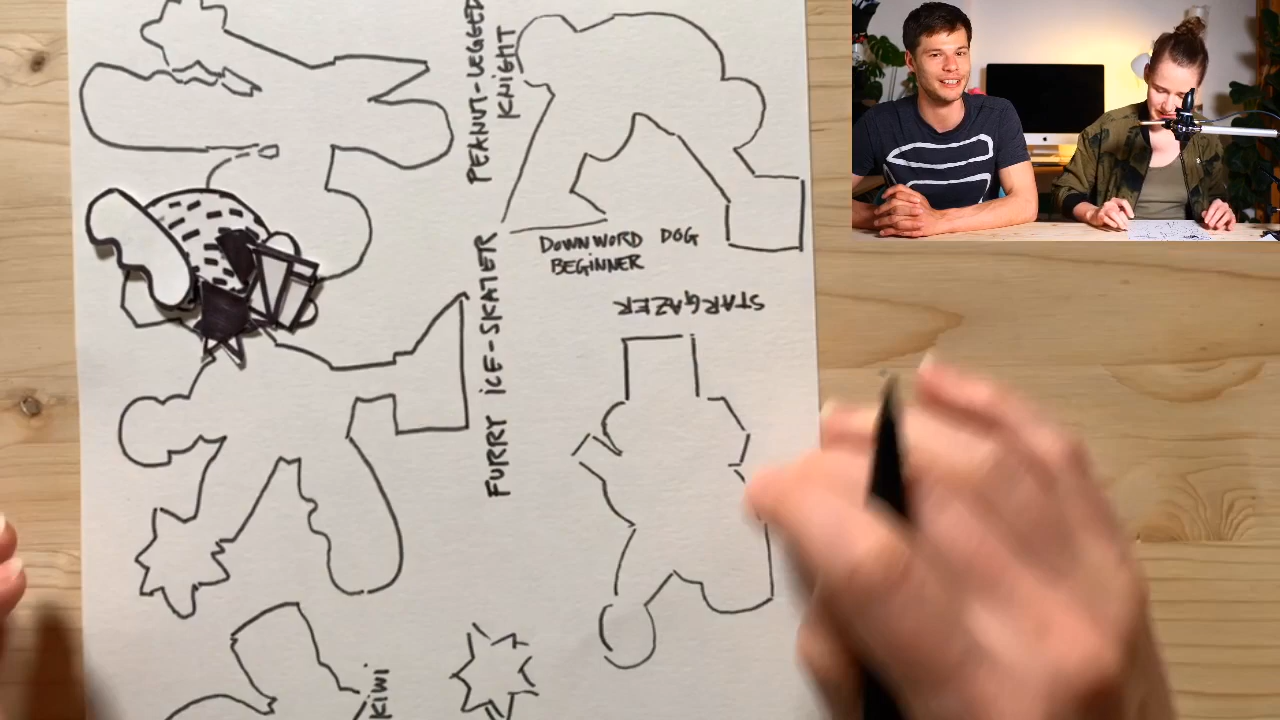 PEANUT-LEGGED
KNIGHT
DOWNWORD DOG
BEGINNER
STARGAZER
FURRY ICE-SKATER
KIWI